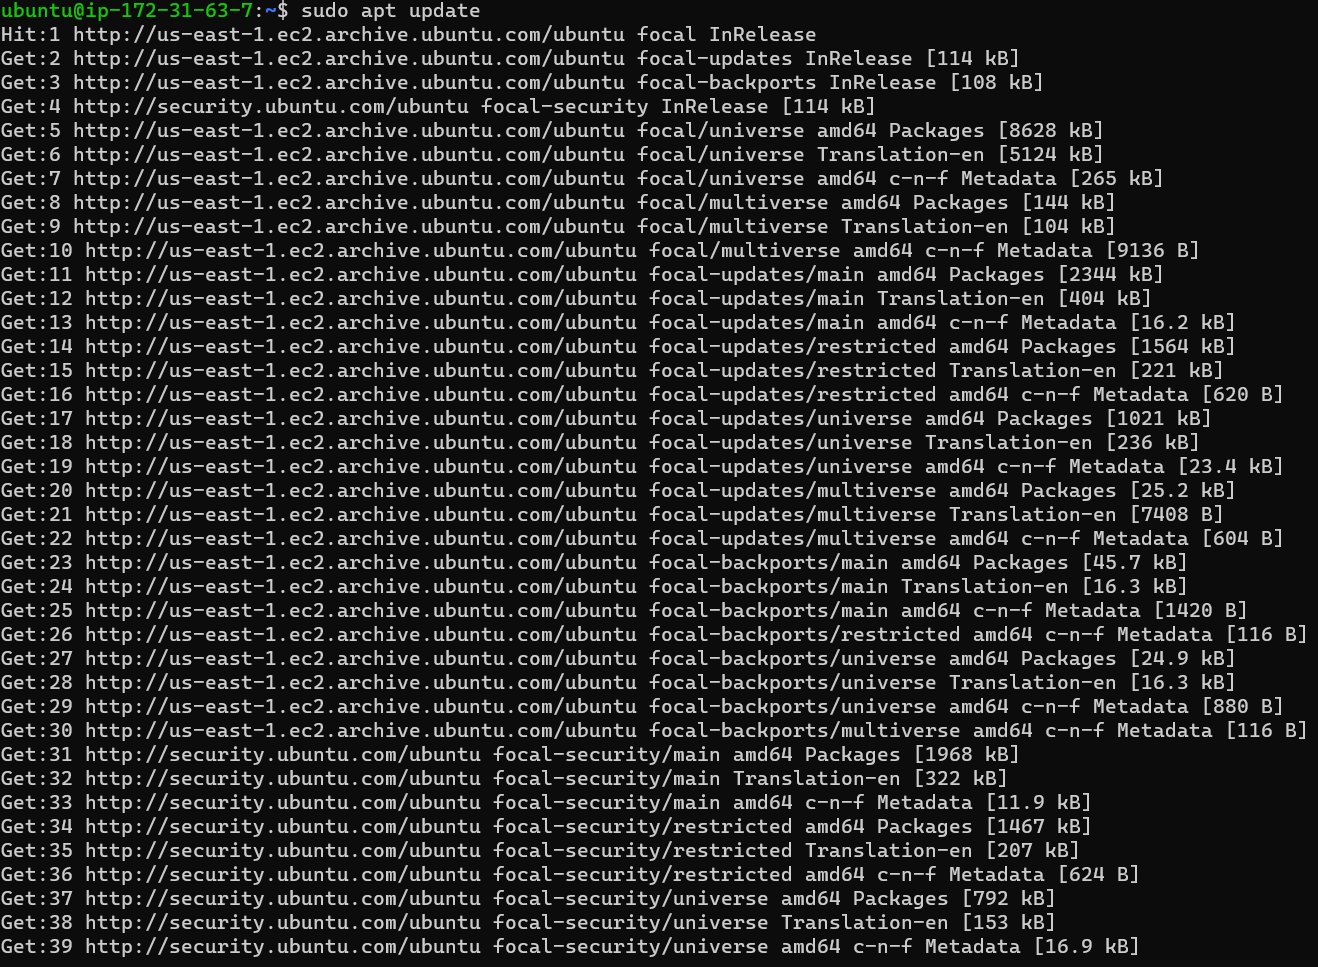 ubuntu@ip-172-31-63-7:~$ sudo apt update
Hit:1 http://us-east-1.ec2.archive.ubuntu.com/ubuntu focal InRelease
Get:2 http://us-east-1.ec2.archive.ubuntu.com/ubuntu focal-updates InRelease [114 kB]
Get:3 http://us-east-1.ec2.archive.ubuntu.com/ubuntu focal-backports InRelease [108 kB]
Get:4 http://security.ubuntu.com/ubuntu focal-security InRelease [114 kB]
Get:5 http://us-east-1.ec2.archive.ubuntu.com/ubuntu focal/universe amd64 Packages [8628 kB]
Get:6 http://us-east-1.ec2.archive.ubuntu.com/ubuntu focal/universe Translation-en [5124 kB]
Get:7 http://us-east-1.ec2.archive.ubuntu.com/ubuntu focal/universe amd64 c-n-f Metadata [265 kB]
Get:8 http://us-east-1.ec2.archive.ubuntu.com/ubuntu focal/multiverse amd64 Packages [144 kB]
Get:9 http://us-east-1.ec2.archive.ubuntu.com/ubuntu focal/multiverse Translation-en [104 kB]
Get:10 http://us-east-1.ec2.archive.ubuntu.com/ubuntu focal/multiverse amd64 c-n-f Metadata [9136 B]
Get:11 http://us-east-1.ec2.archive.ubuntu.com/ubuntu focal-updates/main amd64 Packages [2344 kB]
Get:12 http://us-east-1.ec2.archive.ubuntu.com/ubuntu focal-updates/main Translation-en [404 kB]
Get:13 http://us-east-1.ec2.archive.ubuntu.com/ubuntu focal-updates/main amd64 c-n-f Metadata [16.2 kB]
Get:14 http://us-east-1.ec2.archive.ubuntu.com/ubuntu focal-updates/restricted amd64 Packages [1564 kB]
Get:15 http://us-east-1.ec2.archive.ubuntu.com/ubuntu focal-updates/restricted Translation-en [221 kB]
Get:16 http://us-east-1.ec2.archive.ubuntu.com/ubuntu focal-updates/restricted amd64 c-n-f Metadata [620 B]
Get:17 http://us-east-1.ec2.archive.ubuntu.com/ubuntu focal-updates/universe amd64 Packages [1021 kB]
Get:18 http://us-east-1.ec2.archive.ubuntu.com/ubuntu focal-updates/universe Translation-en [236 kB]
Get:19 http://us-east-1.ec2.archive.ubuntu.com/ubuntu focal-updates/universe amd64 c-n-f Metadata [23.4 kB]
Get:20 http://us-east-1.ec2.archive.ubuntu.com/ubuntu focal-updates/multiverse amd64 Packages [25.2 kB]
Get:21 http://us-east-1.ec2.archive.ubuntu.com/ubuntu focal-updates/multiverse Translation-en [7408 B]
Get:22 http://us-east-1.ec2.archive.ubuntu.com/ubuntu focal-updates/multiverse amd64 c-n-f Metadata [604 B]
Get:23 http://us-east-1.ec2.archive.ubuntu.com/ubuntu focal-backports/main amd64 Packages [45.7 kB]
Get:24 http://us-east-1.ec2.archive.ubuntu.com/ubuntu focal-backports/main Translation-en [16.3 kB]
Get:25 http://us-east-1.ec2.archive.ubuntu.com/ubuntu focal-backports/main amd64 c-n-f Metadata [1420 B]
Get:26 http://us-east-1.ec2.archive.ubuntu.com/ubuntu focal-backports/restricted amd64 c-n-f Metadata [116 B]
Get:27 http://us-east-1.ec2.archive.ubuntu.com/ubuntu focal-backports/universe amd64 Packages [24.9 kB]
Get:28 http://us-east-1.ec2.archive.ubuntu.com/ubuntu focal-backports/universe Translation-en [16.3 kB]
Get:29 http://us-east-1.ec2.archive.ubuntu.com/ubuntu focal-backports/universe amd64 c-n-f Metadata [880 B]
Get:30 http://us-east-1.ec2.archive.ubuntu.com/ubuntu focal-backports/multiverse amd64 c-n-f Metadata [116 B]
Get:31 http://security.ubuntu.com/ubuntu focal-security/main amd64 Packages [1968 kB]
Get:32 http://security.ubuntu.com/ubuntu focal-security/main Translation-en [322 kB]
Get:33 http://security.ubuntu.com/ubuntu focal-security/main amd64 c-n-f Metadata [11.9 kB]
Get:34 http://security.ubuntu.com/ubuntu focal-security/restricted amd64 Packages [1467 kB]
Get:35 http://security.ubuntu.com/ubuntu focal-security/restricted Translation-en [207 kB]
Get:36 http://security.ubuntu.com/ubuntu focal-security/restricted amd64 c-n-f Metadata [624 B]
Get:37 http://security.ubuntu.com/ubuntu focal-security/universe amd64 Packages [792 kB]
Get:38 http://security.ubuntu.com/ubuntu focal-security/universe Translation-en [153 kB]
Get:39 http://security.ubuntu.com/ubuntu focal-security/universe amd64 c-n-f Metadata [16.9 kB]